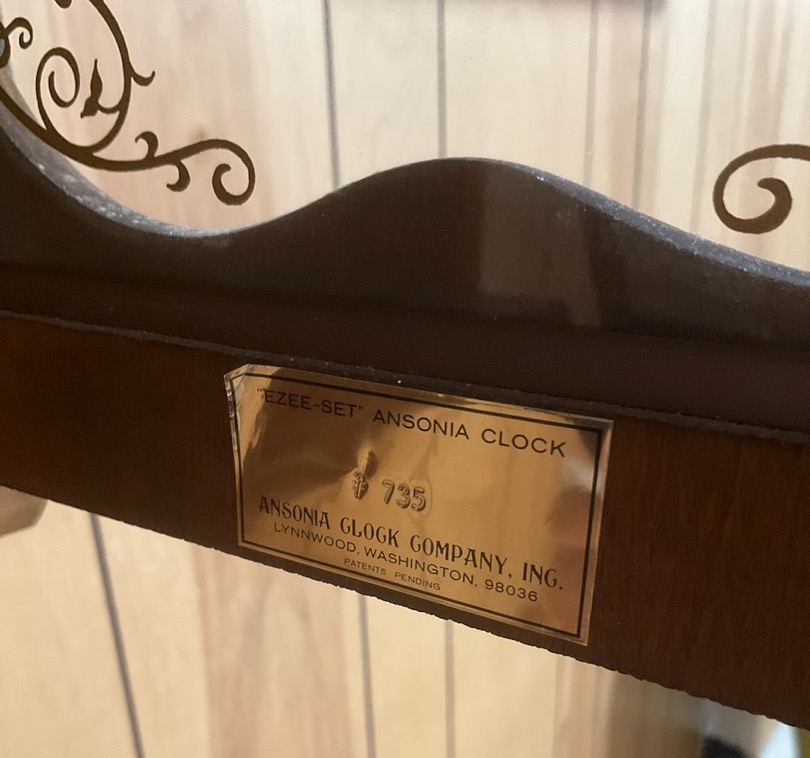 "EZEE-SET" ANSONIA CLOCK
735
ANSONIA CLOCK COMPANY, INC.
LYNNWOOD, WASHINGTON, 98036
PATENTS PENDING